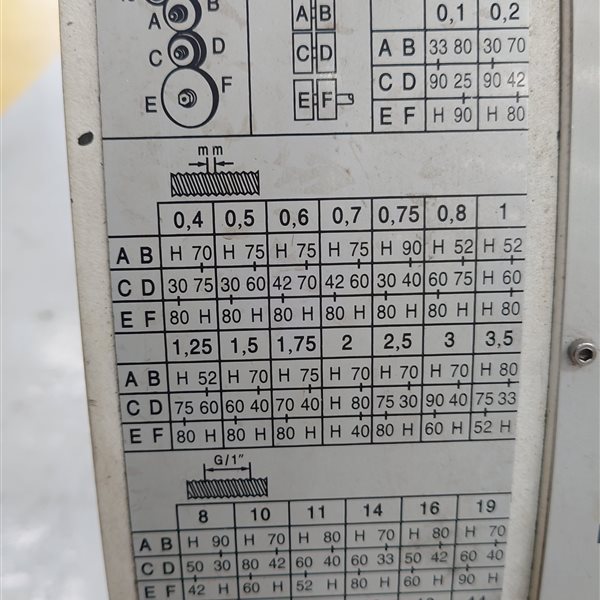 A B
C D
E F
A B
C D
E F
0,1 0,2
A B 33 80 30 70
C D 90 25 90 42
E F H 90 H 80
mm
0,4 0,5 0,6 0,7 0,75 0,8 1
A B H 70 H 75 H 75 H 75 H 90 H 52 H 52
C D 30 75 30 60 42 70 42 60 30 40 60 75 H 60
E F 80 H 80 H 80 H 80 H 80 H 80 H H 80
1,25 1,5 1,75 2 2,5 3 3,5
A B H 52 H 70 H 75 H 70 H 70 H 70 H 80
C D 75 60 60 40 70 40 H 80 75 30 90 40 75 33
E F 80 H 80 H 80 H H 40 80 H 60 H 52 H
G/1"
8 10 11 14 16 19
A B H 90 H 70 H 80 H 70 H 80 H 70
C D 50 30 80 42 60 40 60 33 50 42 60 40
E F 42 H 60 H 52 H 80 H 60 H 90 H